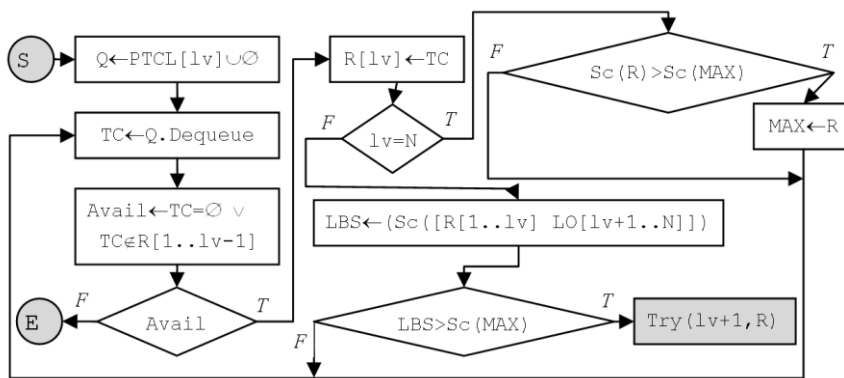 S
Q←PTCL[lv]∪∅
TC←Q.Dequeue
Avail←TC=∅ ∨
TC∉R[1..lv-1]
Avail
F
T
E
R[lv]←TC
lv=N
F
T
Sc(R)>Sc(MAX)
F
T
MAX←R
LBS←(Sc([R[1..lv] LO[lv+1..N]])
LBS>Sc(MAX)
F
T
Try(lv+1,R)